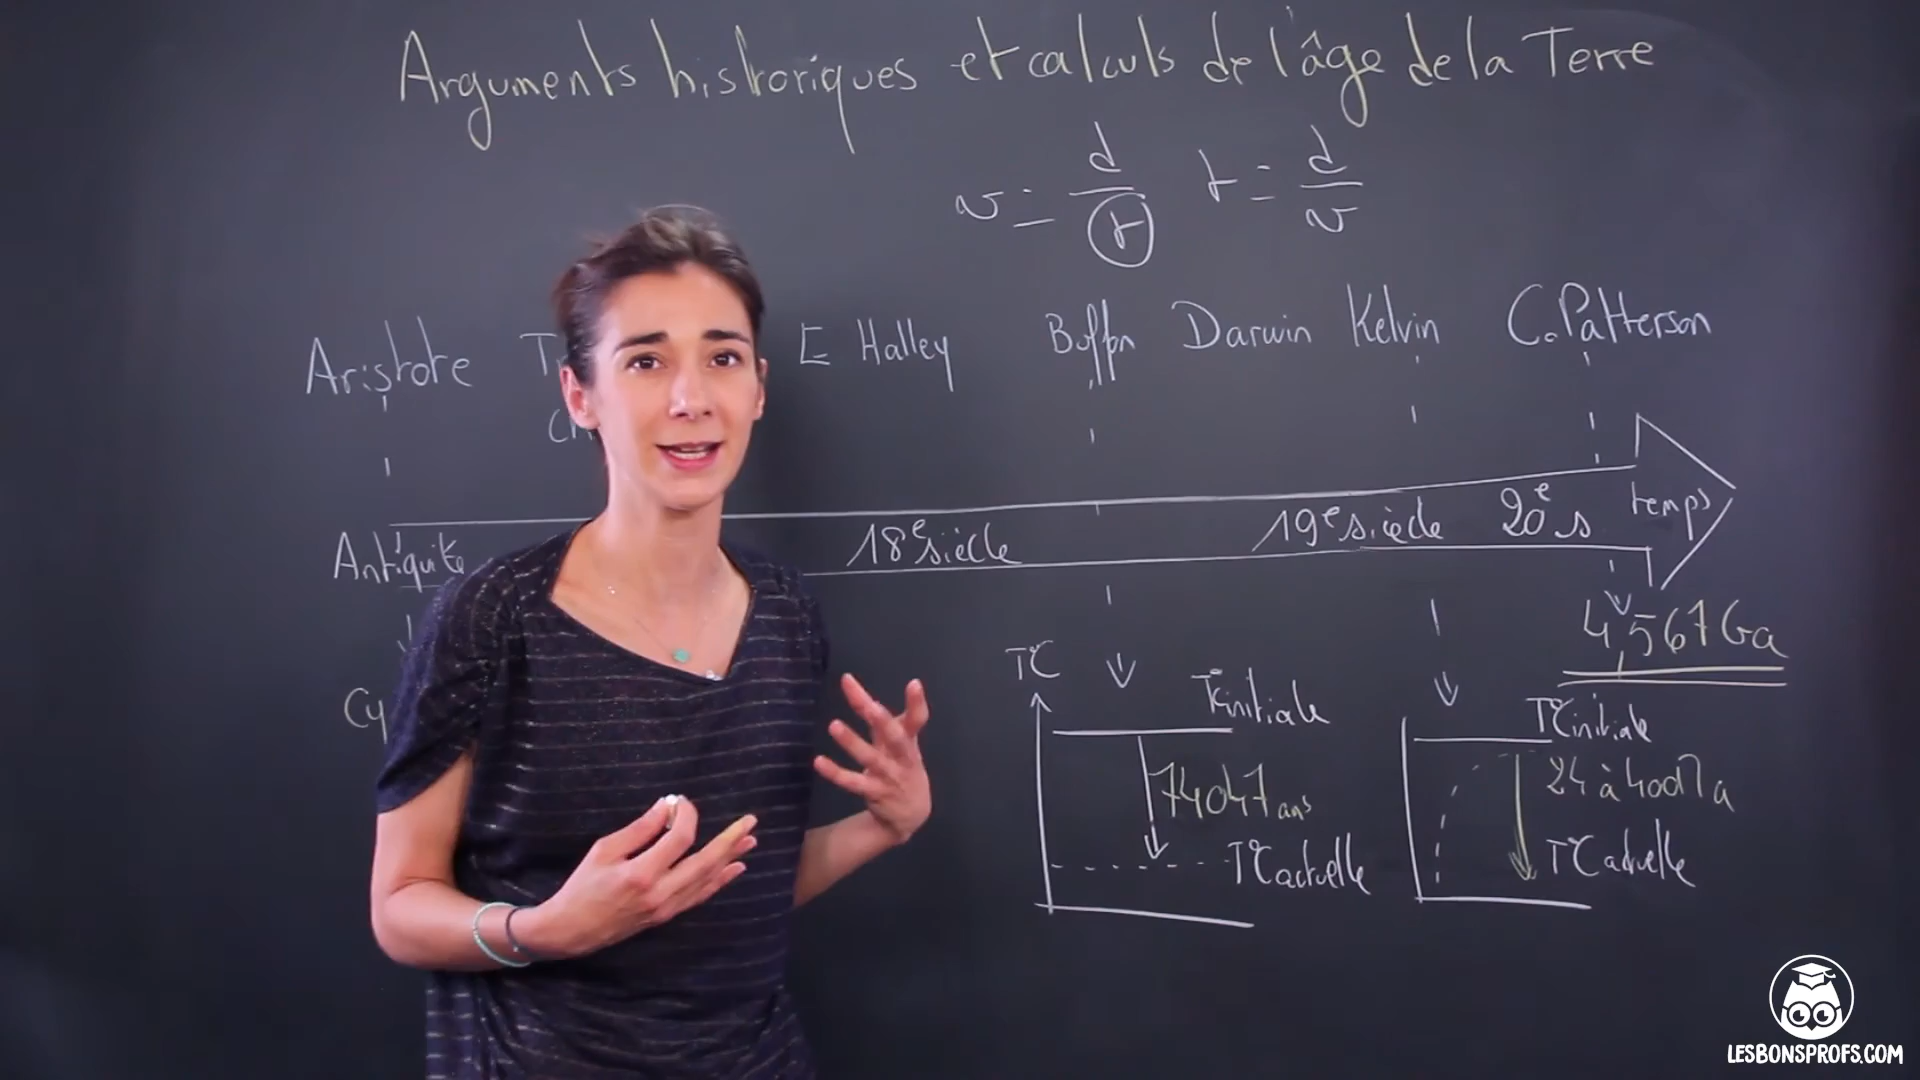 Arguments historiques et calculs de l'âge de la Terre
v = d/t t = d/v
Aristote E Halley Buffon Darwin Kelvin C. Patterson
Antiquité 18e siècle 19e siècle 20e s temps
4,567 Ga
T°C T°C initiale T°C initiale
74047 ans 24 à 400 Ma
T°C actuelle T°C actuelle
LESBONSPROFS.COM